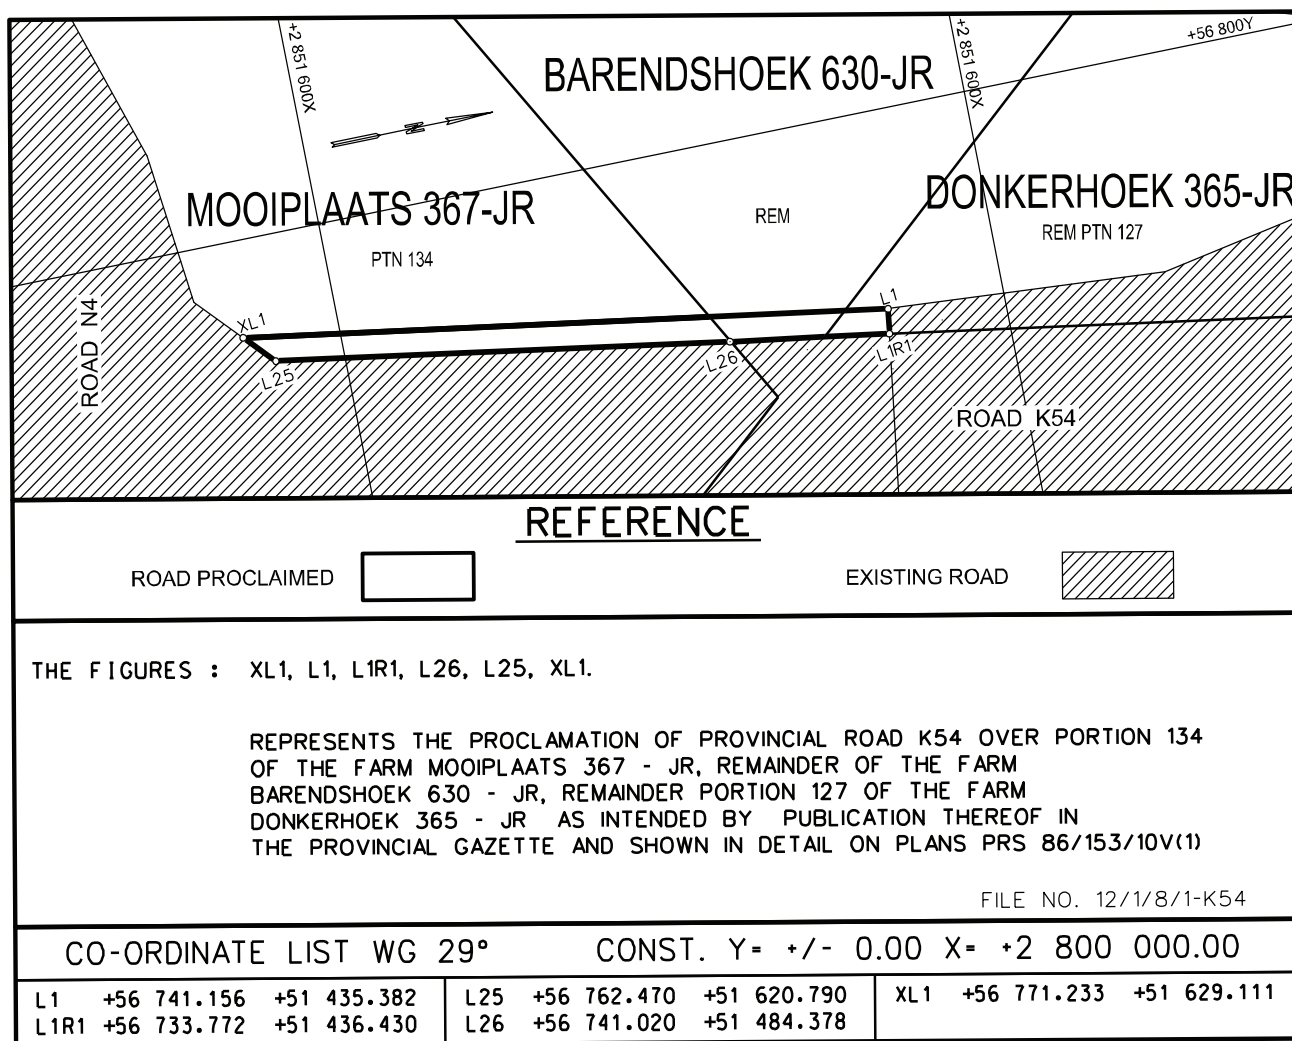 +2 851 600X
+2 851 600X
+56 800Y
BARENDSHOEK 630-JR
N
MOOIPLAATS 367-JR
DONKERHOEK 365-JR
REM
REM PTN 127
PTN 134
ROAD N4
XL1
L1
L25
L26
L1R1
ROAD K54
REFERENCE
ROAD PROCLAIMED
EXISTING ROAD
THE FIGURES : XL1, L1, L1R1, L26, L25, XL1.
REPRESENTS THE PROCLAMATION OF PROVINCIAL ROAD K54 OVER PORTION 134
OF THE FARM MOOIPLAATS 367 - JR, REMAINDER OF THE FARM
BARENDSHOEK 630 - JR, REMAINDER PORTION 127 OF THE FARM
DONKERHOEK 365 - JR AS INTENDED BY PUBLICATION THEREOF IN
THE PROVINCIAL GAZETTE AND SHOWN IN DETAIL ON PLANS PRS 86/153/10V(1)
FILE NO. 12/1/8/1-K54
CO-ORDINATE LIST WG 29° CONST. Y= +/- 0.00 X= +2 800 000.00
L1 +56 741.156 +51 435.382
L1R1 +56 733.772 +51 436.430
L25 +56 762.470 +51 620.790
L26 +56 741.020 +51 484.378
XL1 +56 771.233 +51 629.111